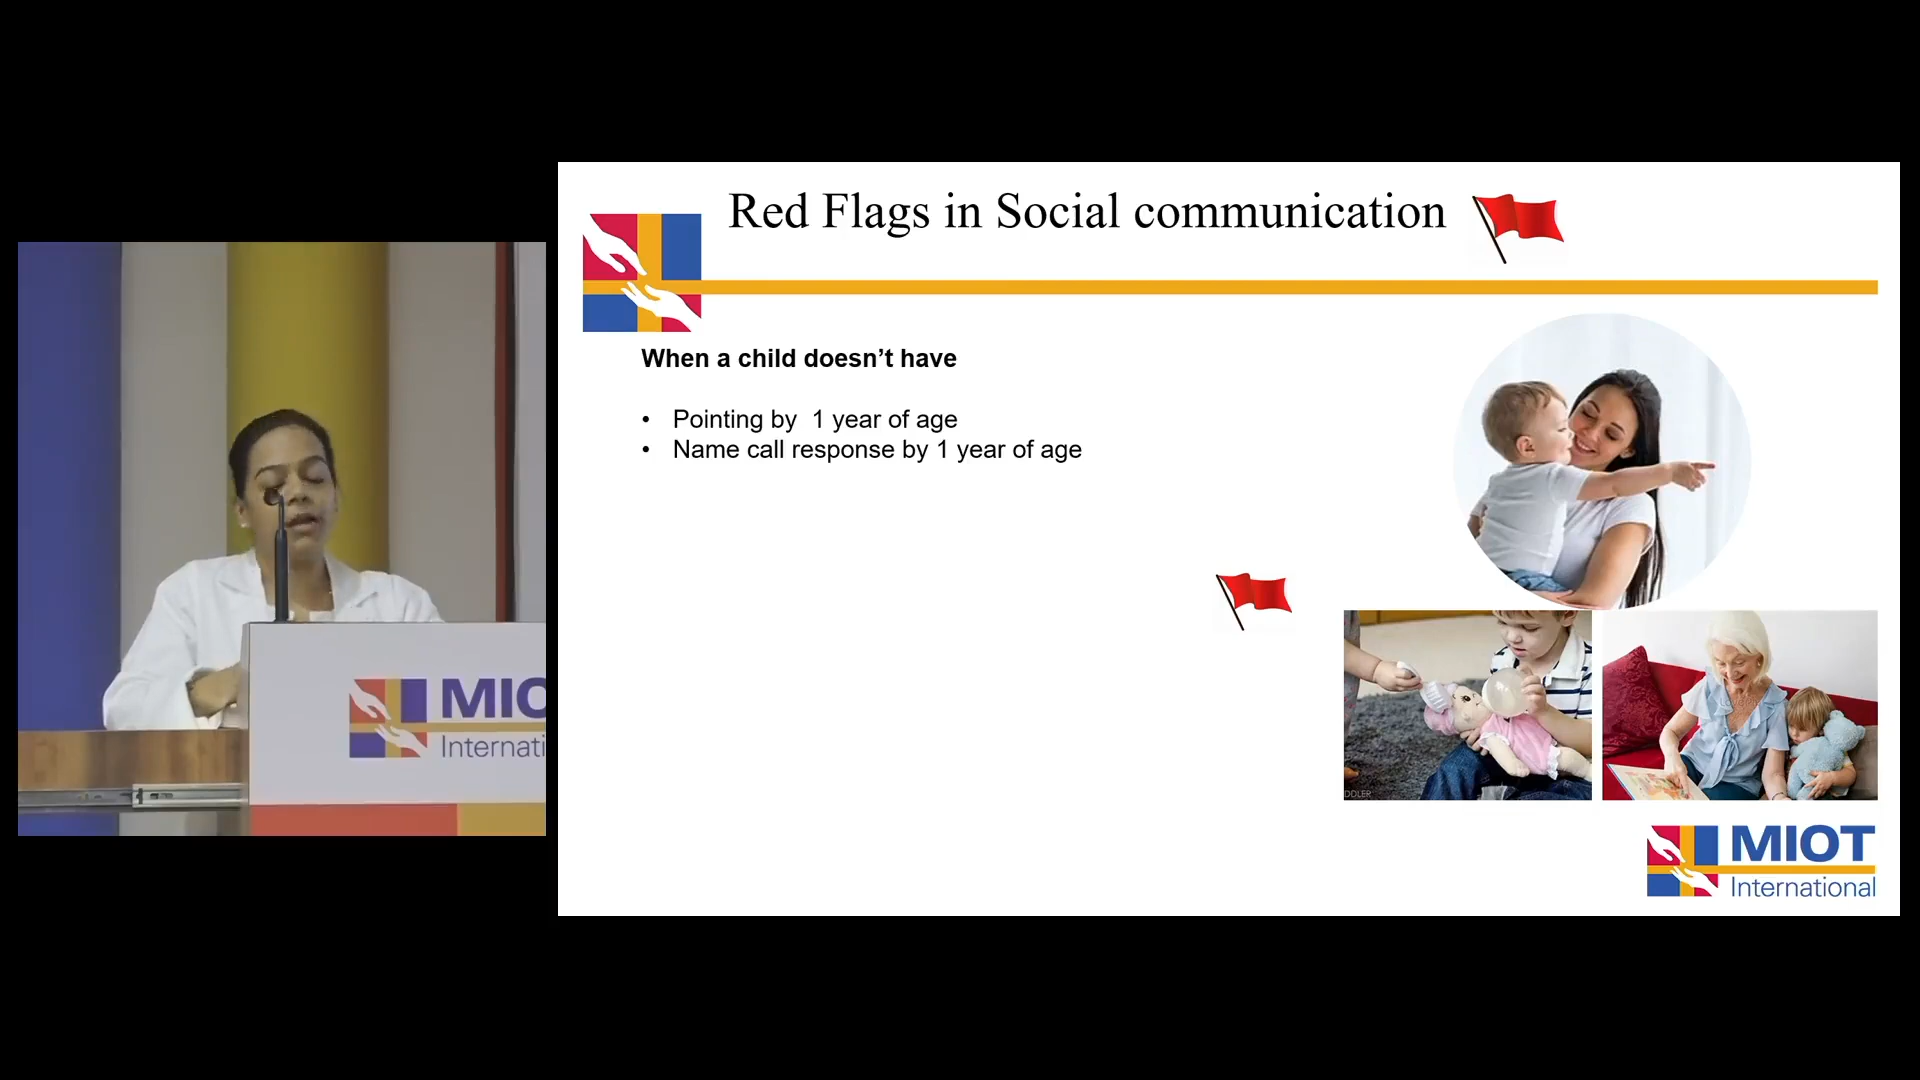 Red Flags in Social communication
When a child doesn’t have
• Pointing by 1 year of age
• Name call response by 1 year of age
DDLER
MIOT
International
MIO
Internati